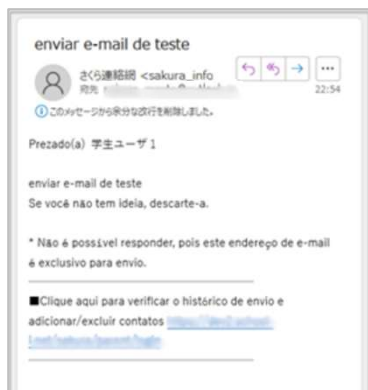 enviar e-mail de teste
さくら連絡網 <sakura_info
宛先
22:54
このメッセージから余分な改行を削除しました。
Prezado(a) 学生ユーザ1
enviar e-mail de teste
Se você não tem ideia, descarte-a.
* Não é possível responder, pois este endereço de e-mail
é exclusivo para envio.
■Clique aqui para verificar o histórico de envio e
adicionar/excluir contatos